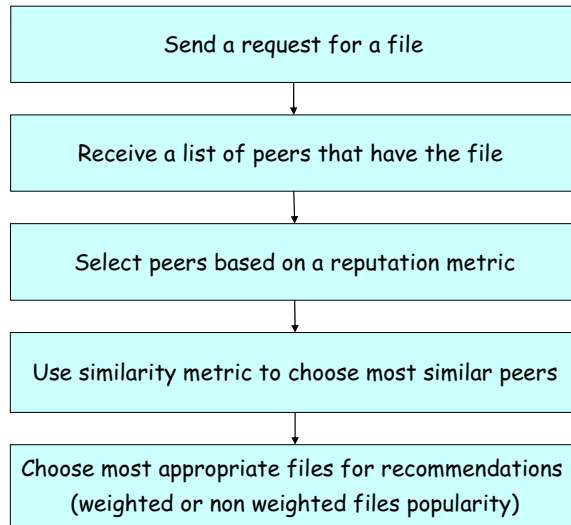 Send a request for a file
Receive a list of peers that have the file
Select peers based on a reputation metric
Use similarity metric to choose most similar peers
Choose most appropriate files for recommendations
(weighted or non weighted files popularity)